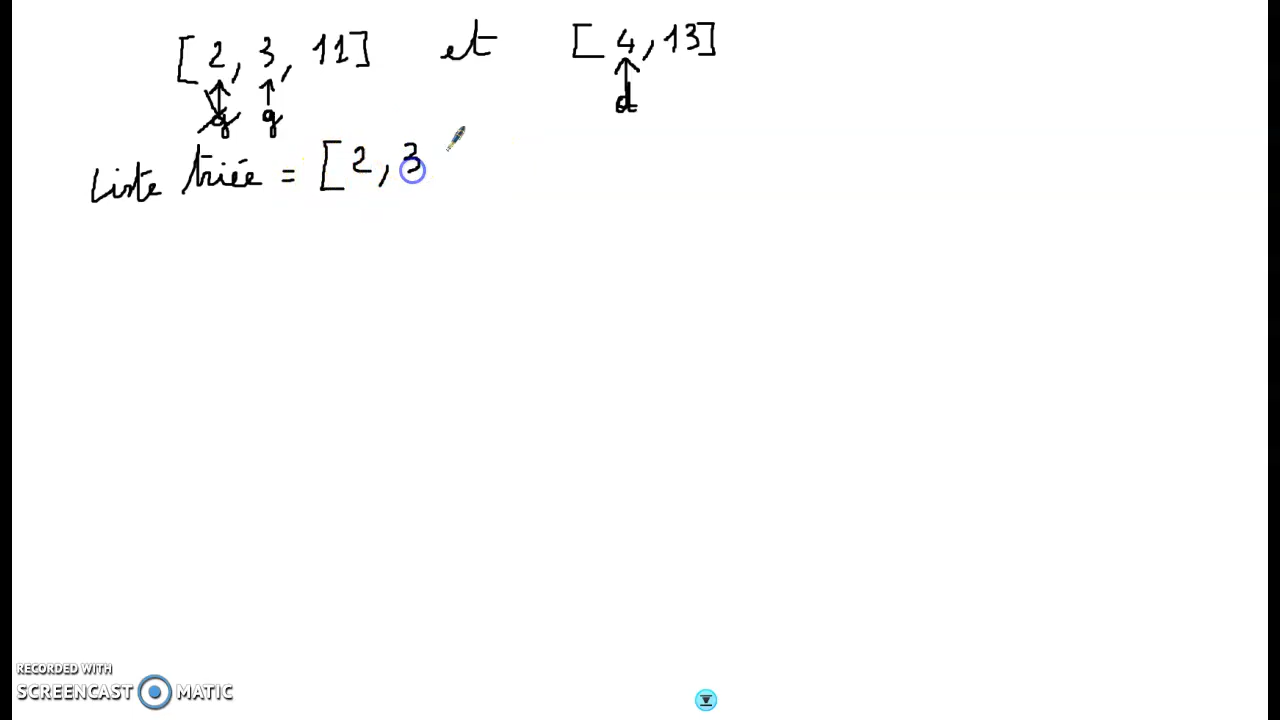 [2, 3, 11] et [4, 13]
g g d
Liste triée = [2, 3
RECORDED WITH
SCREENCAST MATIC